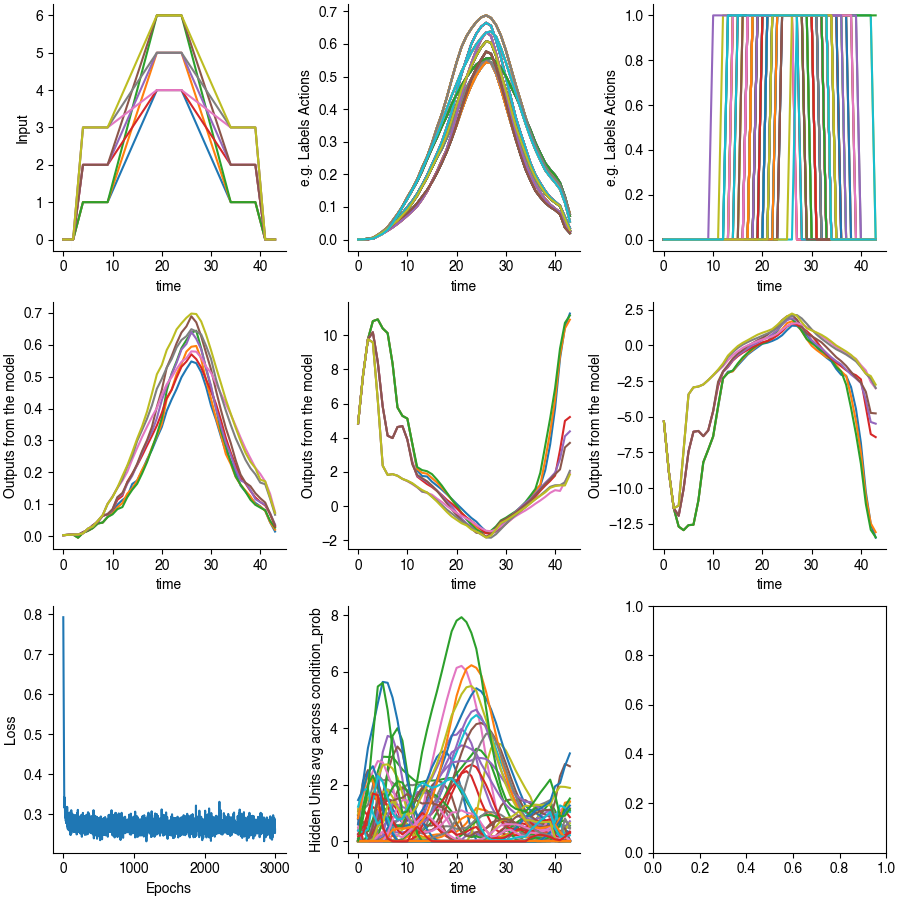 6
5
4
3
2
1
0
Input
0 10 20 30 40
time
0.7
0.6
0.5
0.4
0.3
0.2
0.1
0.0
e.g. Labels Actions
0 10 20 30 40
time
1.0
0.8
0.6
0.4
0.2
0.0
e.g. Labels Actions
0 10 20 30 40
time
0.7
0.6
0.5
0.4
0.3
0.2
0.1
0.0
Outputs from the model
0 10 20 30 40
time
10
8
6
4
2
0
−2
Outputs from the model
0 10 20 30 40
time
2.5
0.0
−2.5
−5.0
−7.5
−10.0
−12.5
Outputs from the model
0 10 20 30 40
time
0.8
0.7
0.6
0.5
0.4
0.3
Loss
0 1000 2000 3000
Epochs
8
6
4
2
0
Hidden Units avg across condition_prob
0 10 20 30 40
time
1.0
0.8
0.6
0.4
0.2
0.0
0.0 0.2 0.4 0.6 0.8 1.0